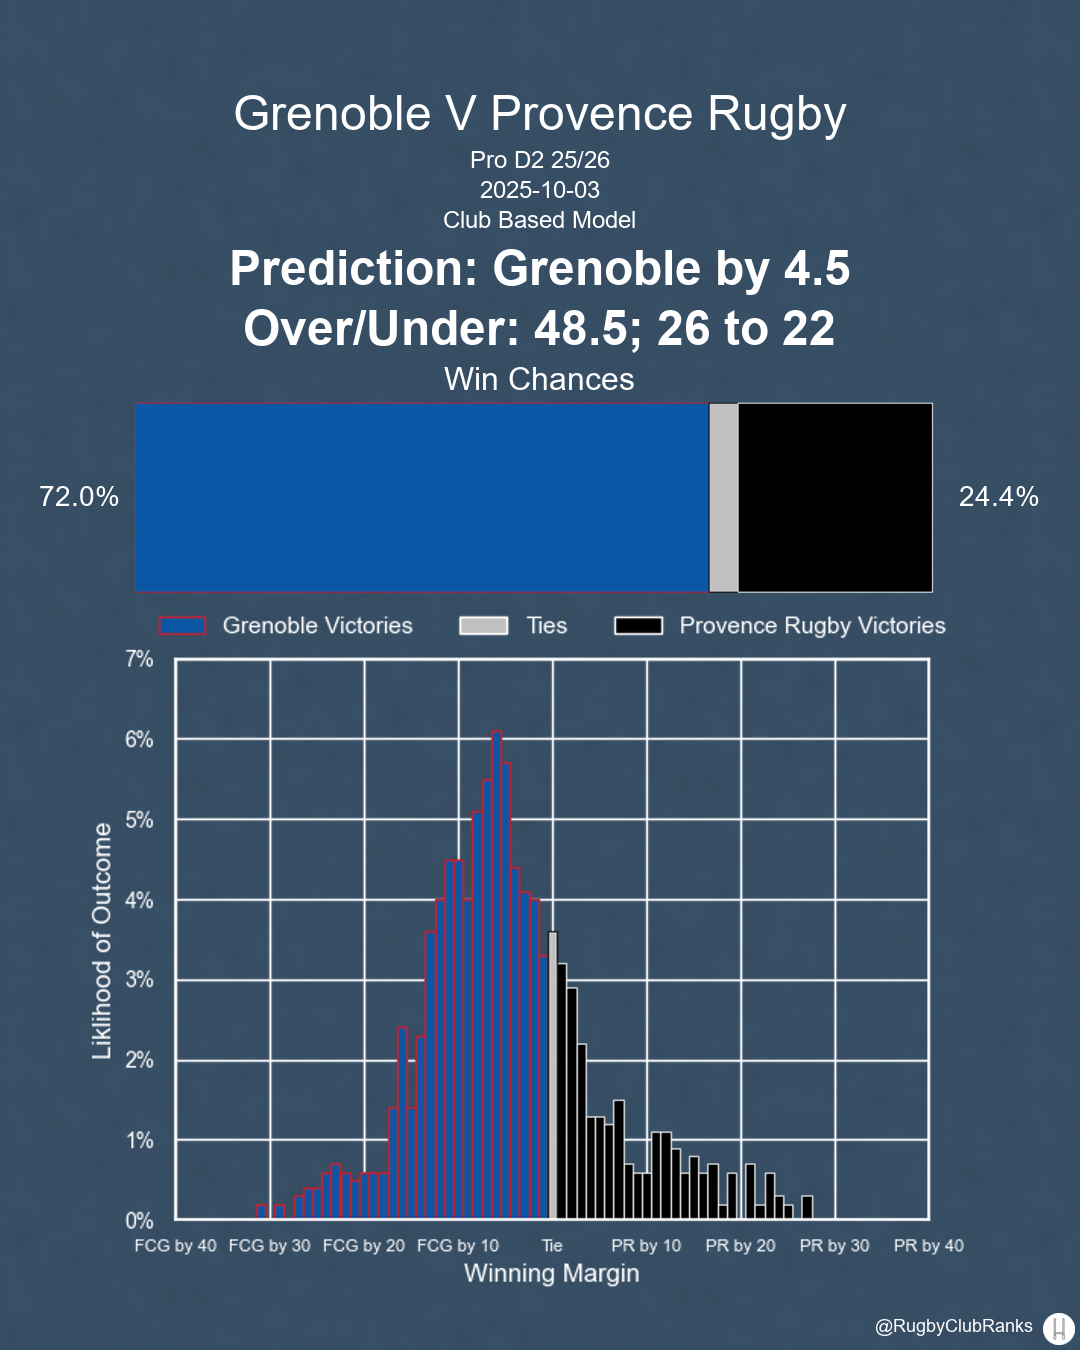 Grenoble V Provence Rugby
Pro D2 25/26
2025-10-03
Club Based Model
Prediction: Grenoble by 4.5
Over/Under: 48.5; 26 to 22
Win Chances
72.0%
24.4%
Grenoble Victories
Ties
Provence Rugby Victories
7%
6%
5%
4%
3%
2%
1%
0%
Liklihood of Outcome
FCG by 40 FCG by 30 FCG by 20 FCG by 10 Tie PR by 10 PR by 20 PR by 30 PR by 40
Winning Margin
@RugbyClubRanks